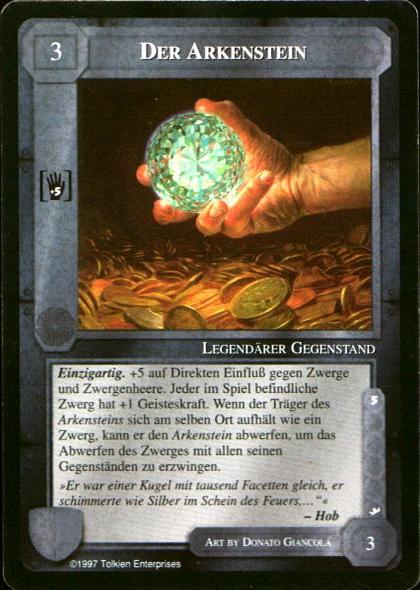 3
DER ARKENSTEIN
+5
LEGENDÄRER GEGENSTAND
Einzigartig. +5 auf Direkten Einfluß gegen Zwerge
und Zwergenheere. Jeder im Spiel befindliche
Zwerg hat +1 Geisteskraft. Wenn der Träger des
Arkensteins sich am selben Ort aufhält wie ein
Zwerg, kann er den Arkenstein abwerfen, um das
Abwerfen des Zwerges mit allen seinen
Gegenständen zu erzwingen.
»Er war einer Kugel mit tausend Facetten gleich, er
schimmerte wie Silber im Schein des Feuers,...“«
– Hob
5
ART BY DONATO GIANCOLA
3
©1997 Tolkien Enterprises